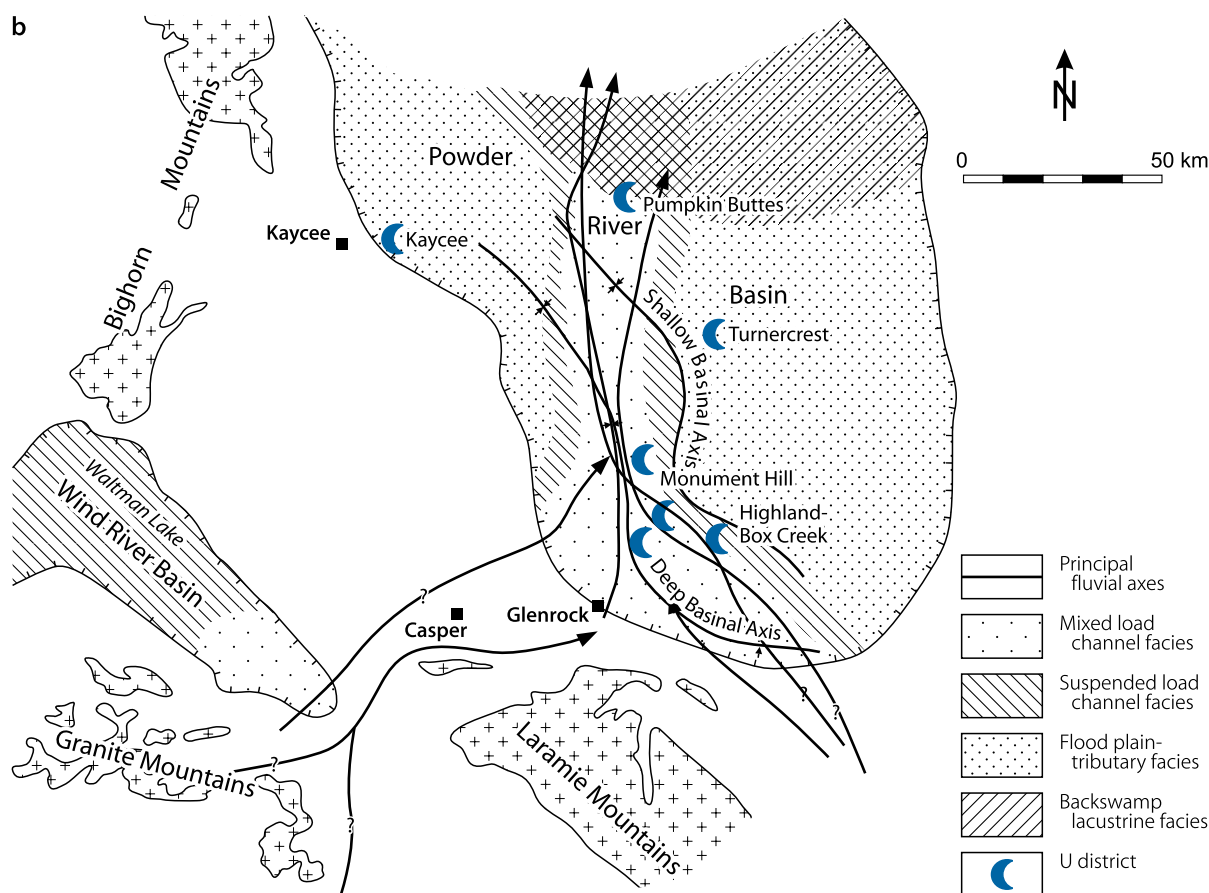 b
N
0 50 km
Bighorn Mountains
Powder
River
Basin
Pumpkin Buttes
Kaycee
Kaycee
Turnercrest
Shallow Basinal Axis
Monument Hill
Highland-
Box Creek
Deep Basinal Axis
Waltman Lake
Wind River Basin
?
Casper
Glenrock
?
?
?
?
Granite Mountains
Laramie Mountains
Principal
fluvial axes
Mixed load
channel facies
Suspended load
channel facies
Flood plain-
tributary facies
Backswamp
lacustrine facies
U district